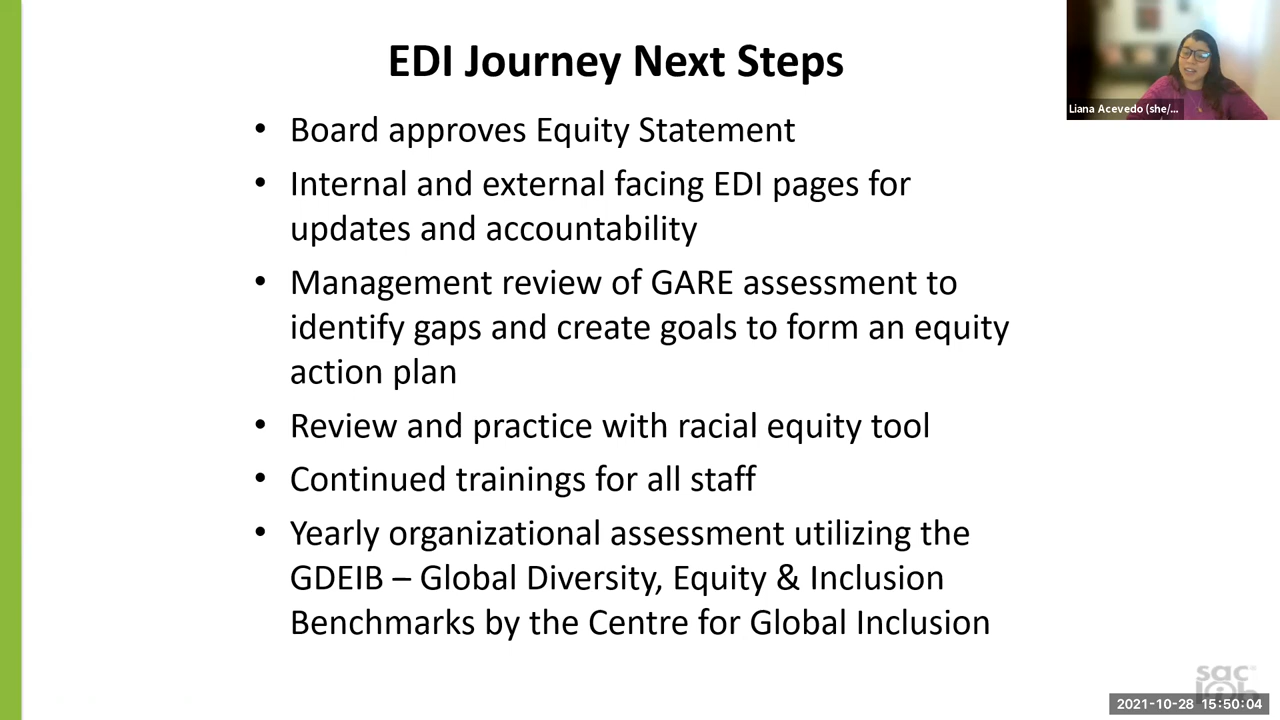 EDI Journey Next Steps
• Board approves Equity Statement
• Internal and external facing EDI pages for
updates and accountability
• Management review of GARE assessment to
identify gaps and create goals to form an equity
action plan
• Review and practice with racial equity tool
• Continued trainings for all staff
• Yearly organizational assessment utilizing the
GDEIB – Global Diversity, Equity & Inclusion
Benchmarks by the Centre for Global Inclusion
Liana Acevedo (she/...
sac
2021-10-28 15:50:04